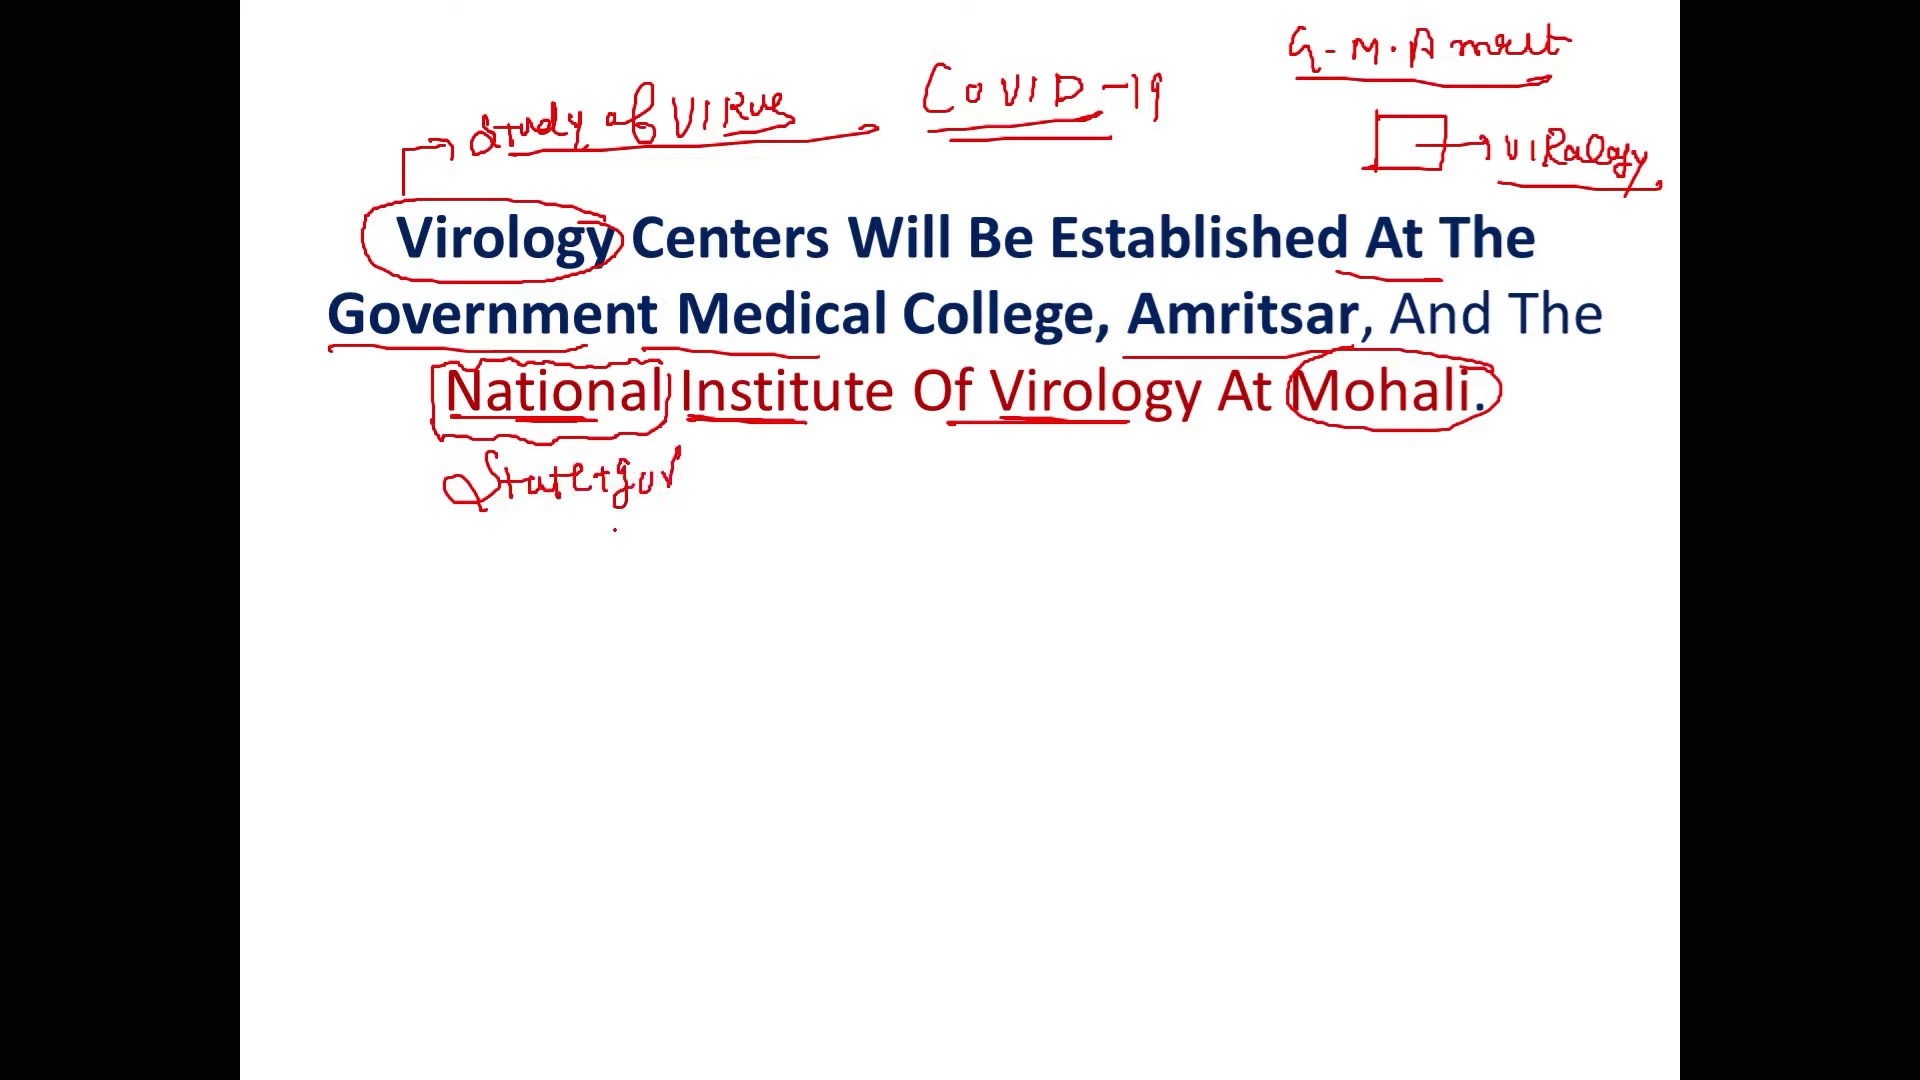 G-M. Amrit
Study of VIRUS
COVID-19
VIRalogy
Virology Centers Will Be Established At The
Government Medical College, Amritsar, And The
National Institute Of Virology At Mohali.
State+gov